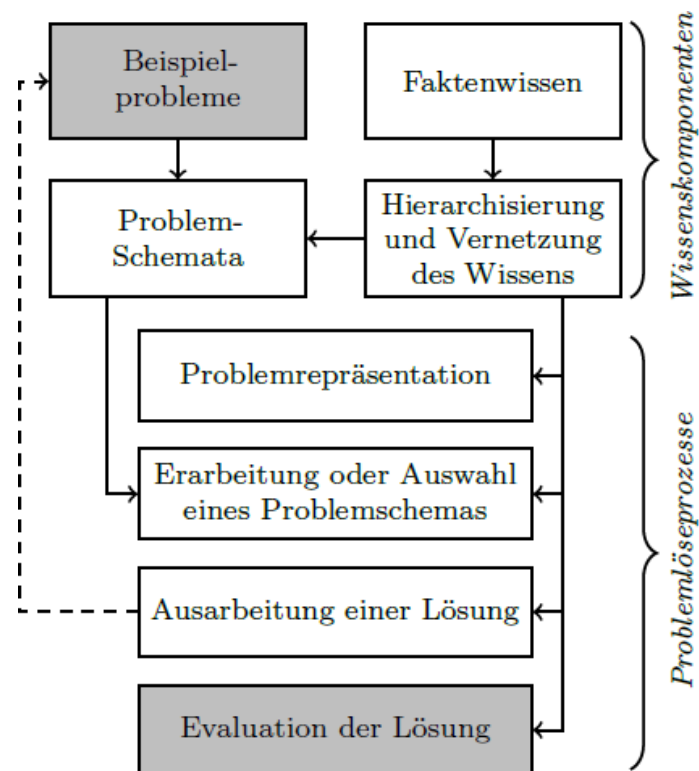 Beispiel-
probleme
Faktenwissen
Problem-
Schemata
Hierarchisierung
und Vernetzung
des Wissens
Wissenskomponenten
Problemrepräsentation
Erarbeitung oder Auswahl
eines Problemschemas
Ausarbeitung einer Lösung
Evaluation der Lösung
Problemlöseprozesse